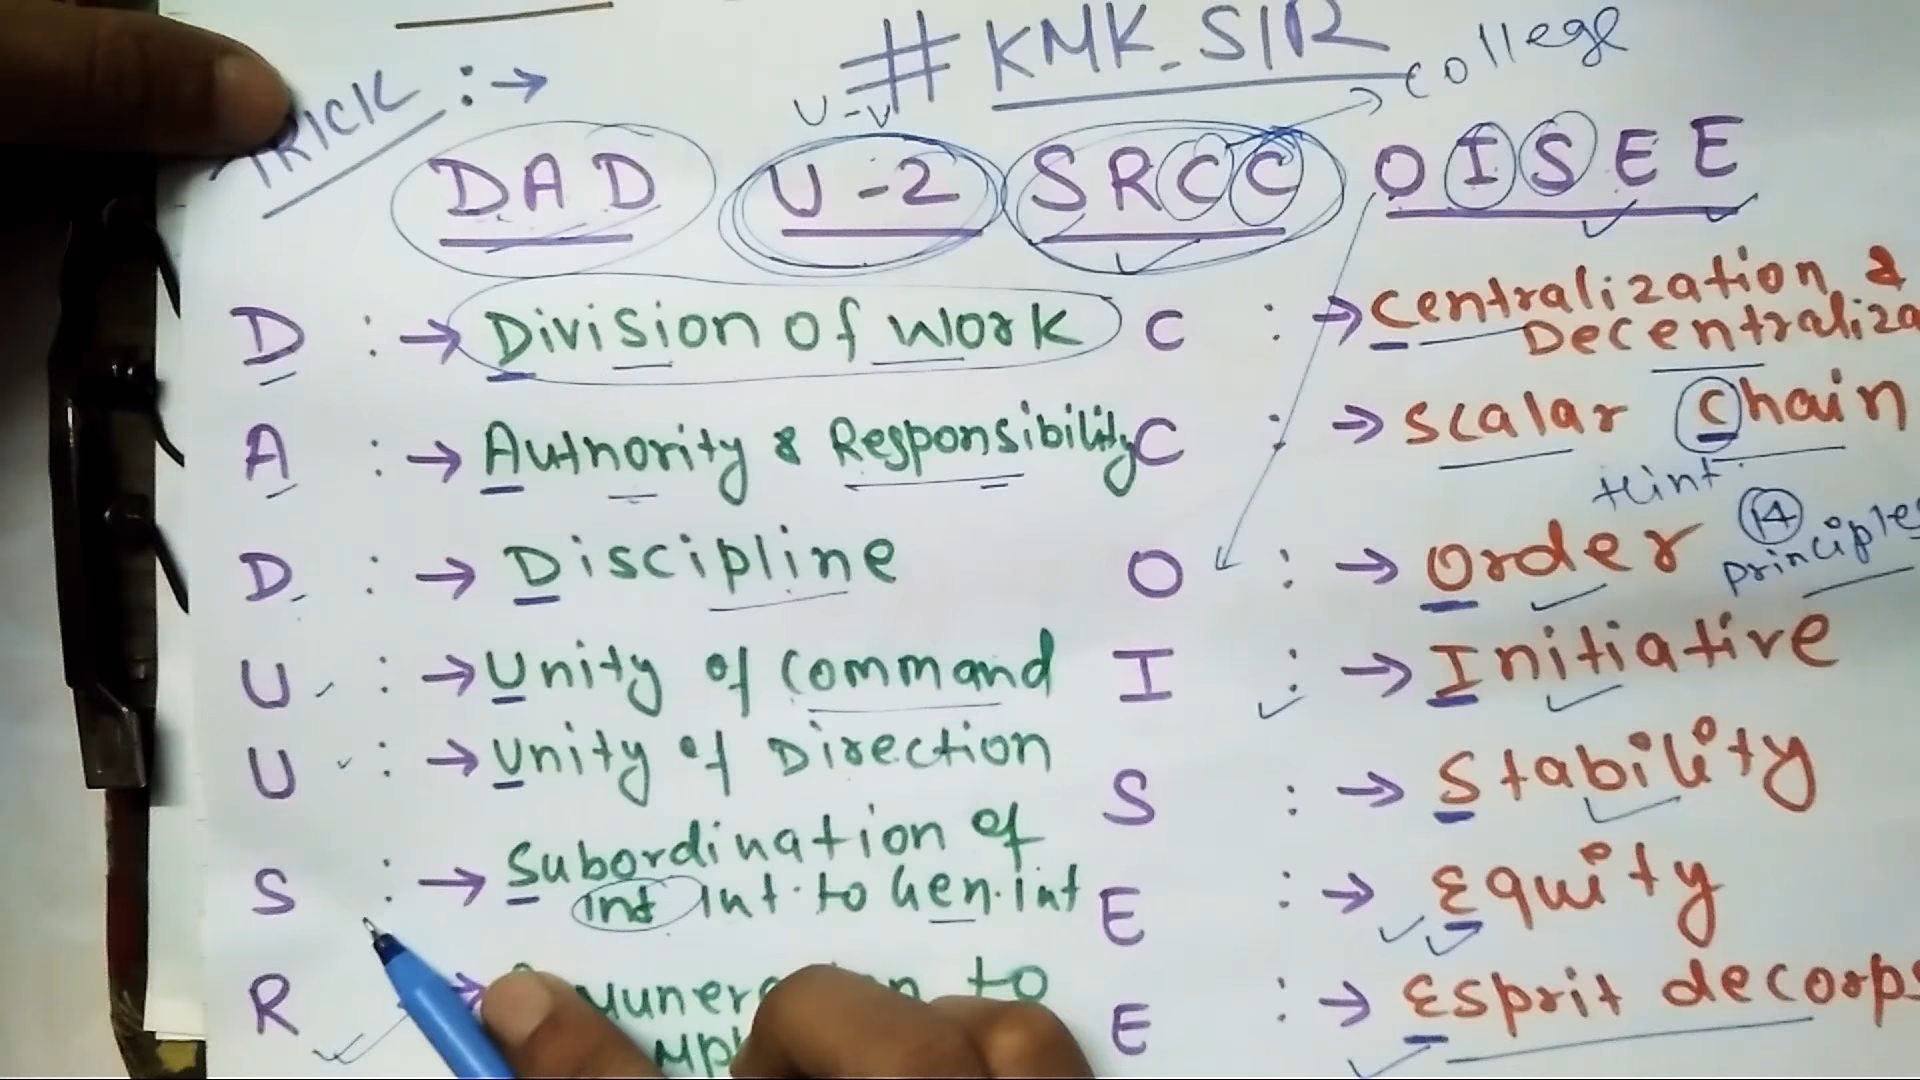 # KMK_SIR
TRICK :→
U-V
college
DAD U-2 SRCC OISEE
D :→ Division of work
A :→ Authority & Responsibility
D :→ Discipline
U :→ Unity of Command
U :→ Unity of Direction
S :→ Subordination of
Int Int. to Gen. int
R to
C :→ Centralization &
Decentraliza
C :→ Scalar Chain
Hint
14
principles
O :→ Order
I :→ Initiative
S :→ Stability
E :→ Equity
E :→ Esprit decorps